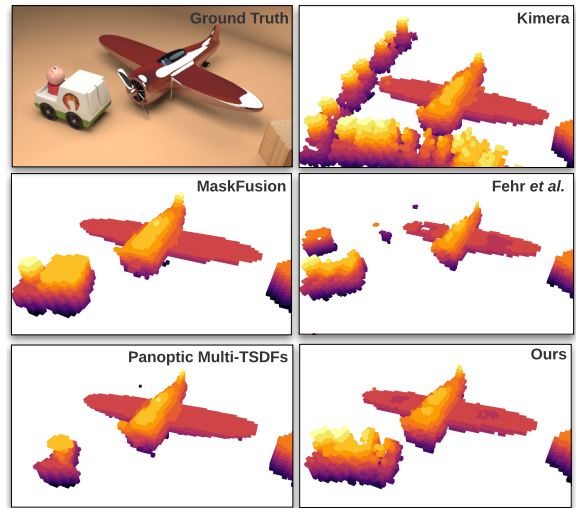 Ground Truth
Kimera
MaskFusion
Fehr et al.
Panoptic Multi-TSDFs
Ours